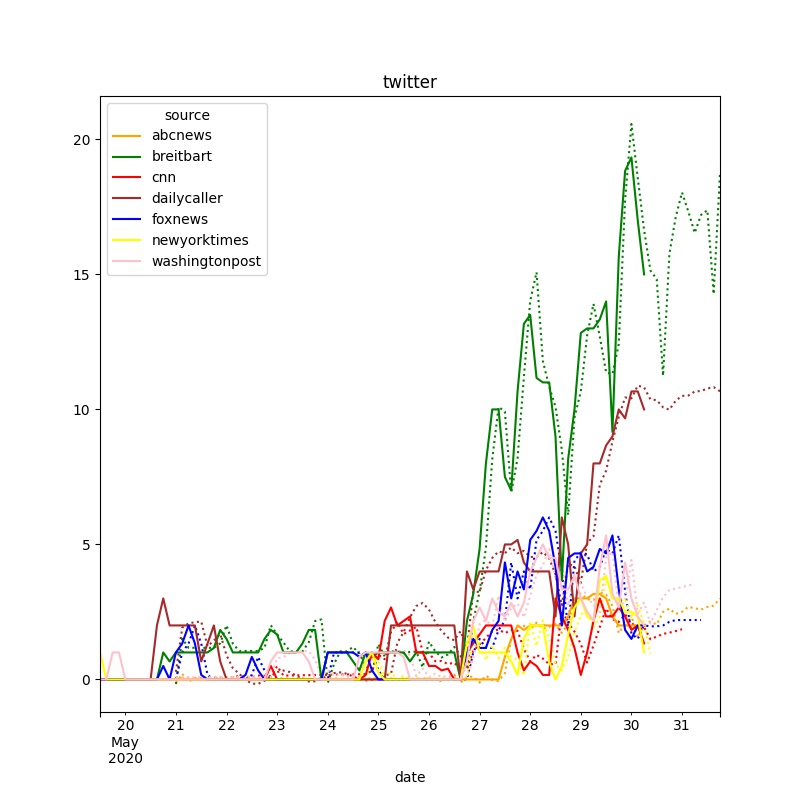 twitter
source
abcnews
breitbart
cnn
dailycaller
foxnews
newyorktimes
washingtonpost
20
15
10
5
0
20 21 22 23 24 25 26 27 28 29 30 31
May
2020
date